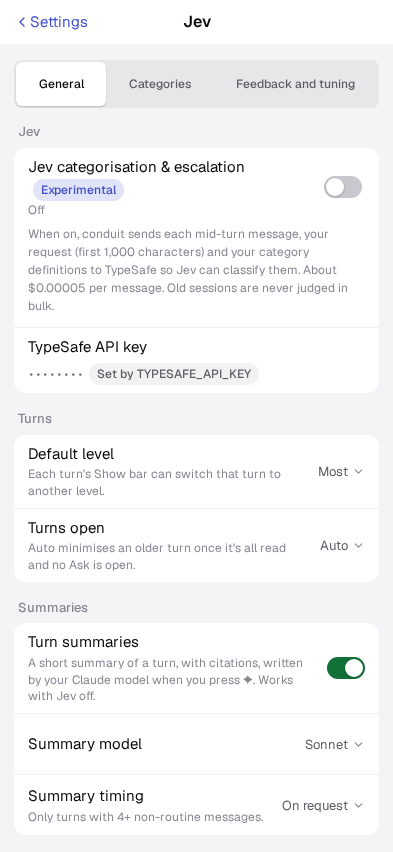 Settings
Jev
General
Categories
Feedback and tuning
Jev
Jev categorisation & escalation
Experimental
Off
When on, conduit sends each mid-turn message, your
request (first 1,000 characters) and your category
definitions to TypeSafe so Jev can classify them. About
$0.00005 per message. Old sessions are never judged in
bulk.
TypeSafe API key
········ Set by TYPESAFE_API_KEY
Turns
Default level
Each turn's Show bar can switch that turn to
another level.
Most
Turns open
Auto minimises an older turn once it's all read
and no Ask is open.
Auto
Summaries
Turn summaries
A short summary of a turn, with citations, written
by your Claude model when you press ✦. Works
with Jev off.
Summary model
Sonnet
Summary timing
Only turns with 4+ non-routine messages.
On request